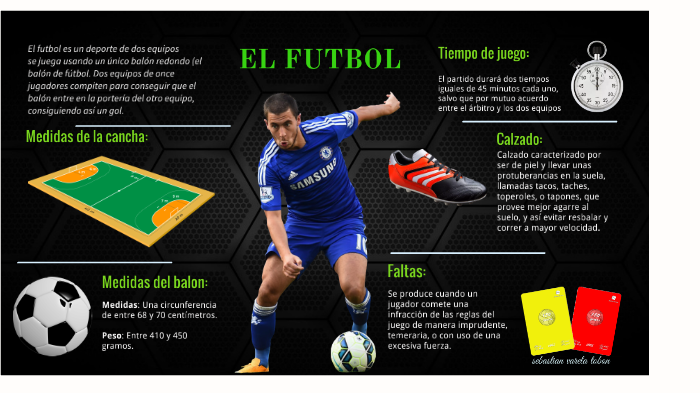 EL FUTBOL
El futbol es un deporte de dos equipos
se juega usando un único balón redondo (el
balón de fútbol. Dos equipos de once
jugadores compiten para conseguir que el
balón entre en la portería del otro equipo,
consiguiendo así un gol.
Medidas de la cancha:
Medidas del balon:
Medidas: Una circunferencia
de entre 68 y 70 centímetros.
Peso: Entre 410 y 450
gramos.
SAMSUNG
Tiempo de juego:
El partido durará dos tiempos
iguales de 45 minutos cada uno,
salvo que por mutuo acuerdo
entre el árbitro y los dos equipos
Calzado:
Calzado caracterizado por
ser de piel y llevar unas
protuberancias en la suela,
llamadas tacos, taches,
toperoles, o tapones, que
provee mejor agarre al
suelo, y así evitar resbalar y
correr a mayor velocidad.
Faltas:
Se produce cuando un
jugador comete una
infracción de las reglas del
juego de manera imprudente,
temeraria, o con uso de una
excesiva fuerza.
sebastian varela tobon